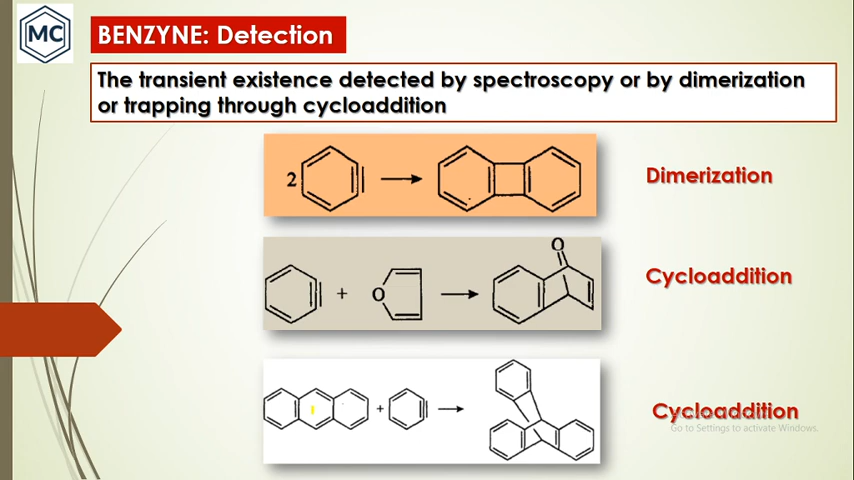 MC
BENZYNE: Detection
The transient existence detected by spectroscopy or by dimerization
or trapping through cycloaddition
2
Dimerization
+
O
O
Cycloaddition
+
Cycloaddition
Go to Settings to activate Windows.